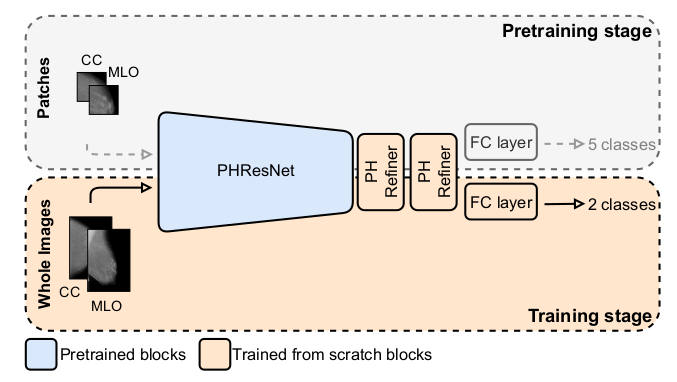 Pretraining stage
Patches
CC
MLO
PHResNet
PH
Refiner
PH
Refiner
FC layer
5 classes
FC layer
2 classes
Whole Images
CC
MLO
Training stage
Pretrained blocks
Trained from scratch blocks